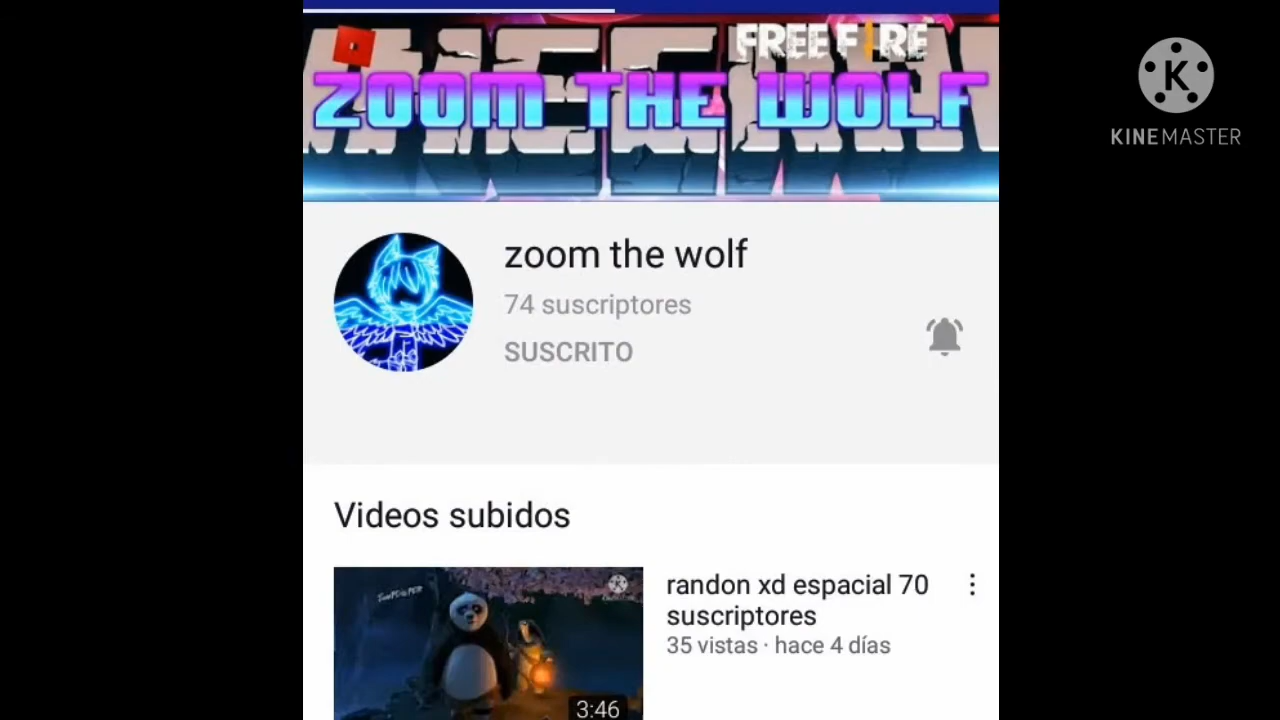 FREE FIRE
ZOOM THE WOLF
KINEMASTER
zoom the wolf
74 suscriptores
SUSCRITO
Videos subidos
randon xd espacial 70
suscriptores
35 vistas · hace 4 días
3:46